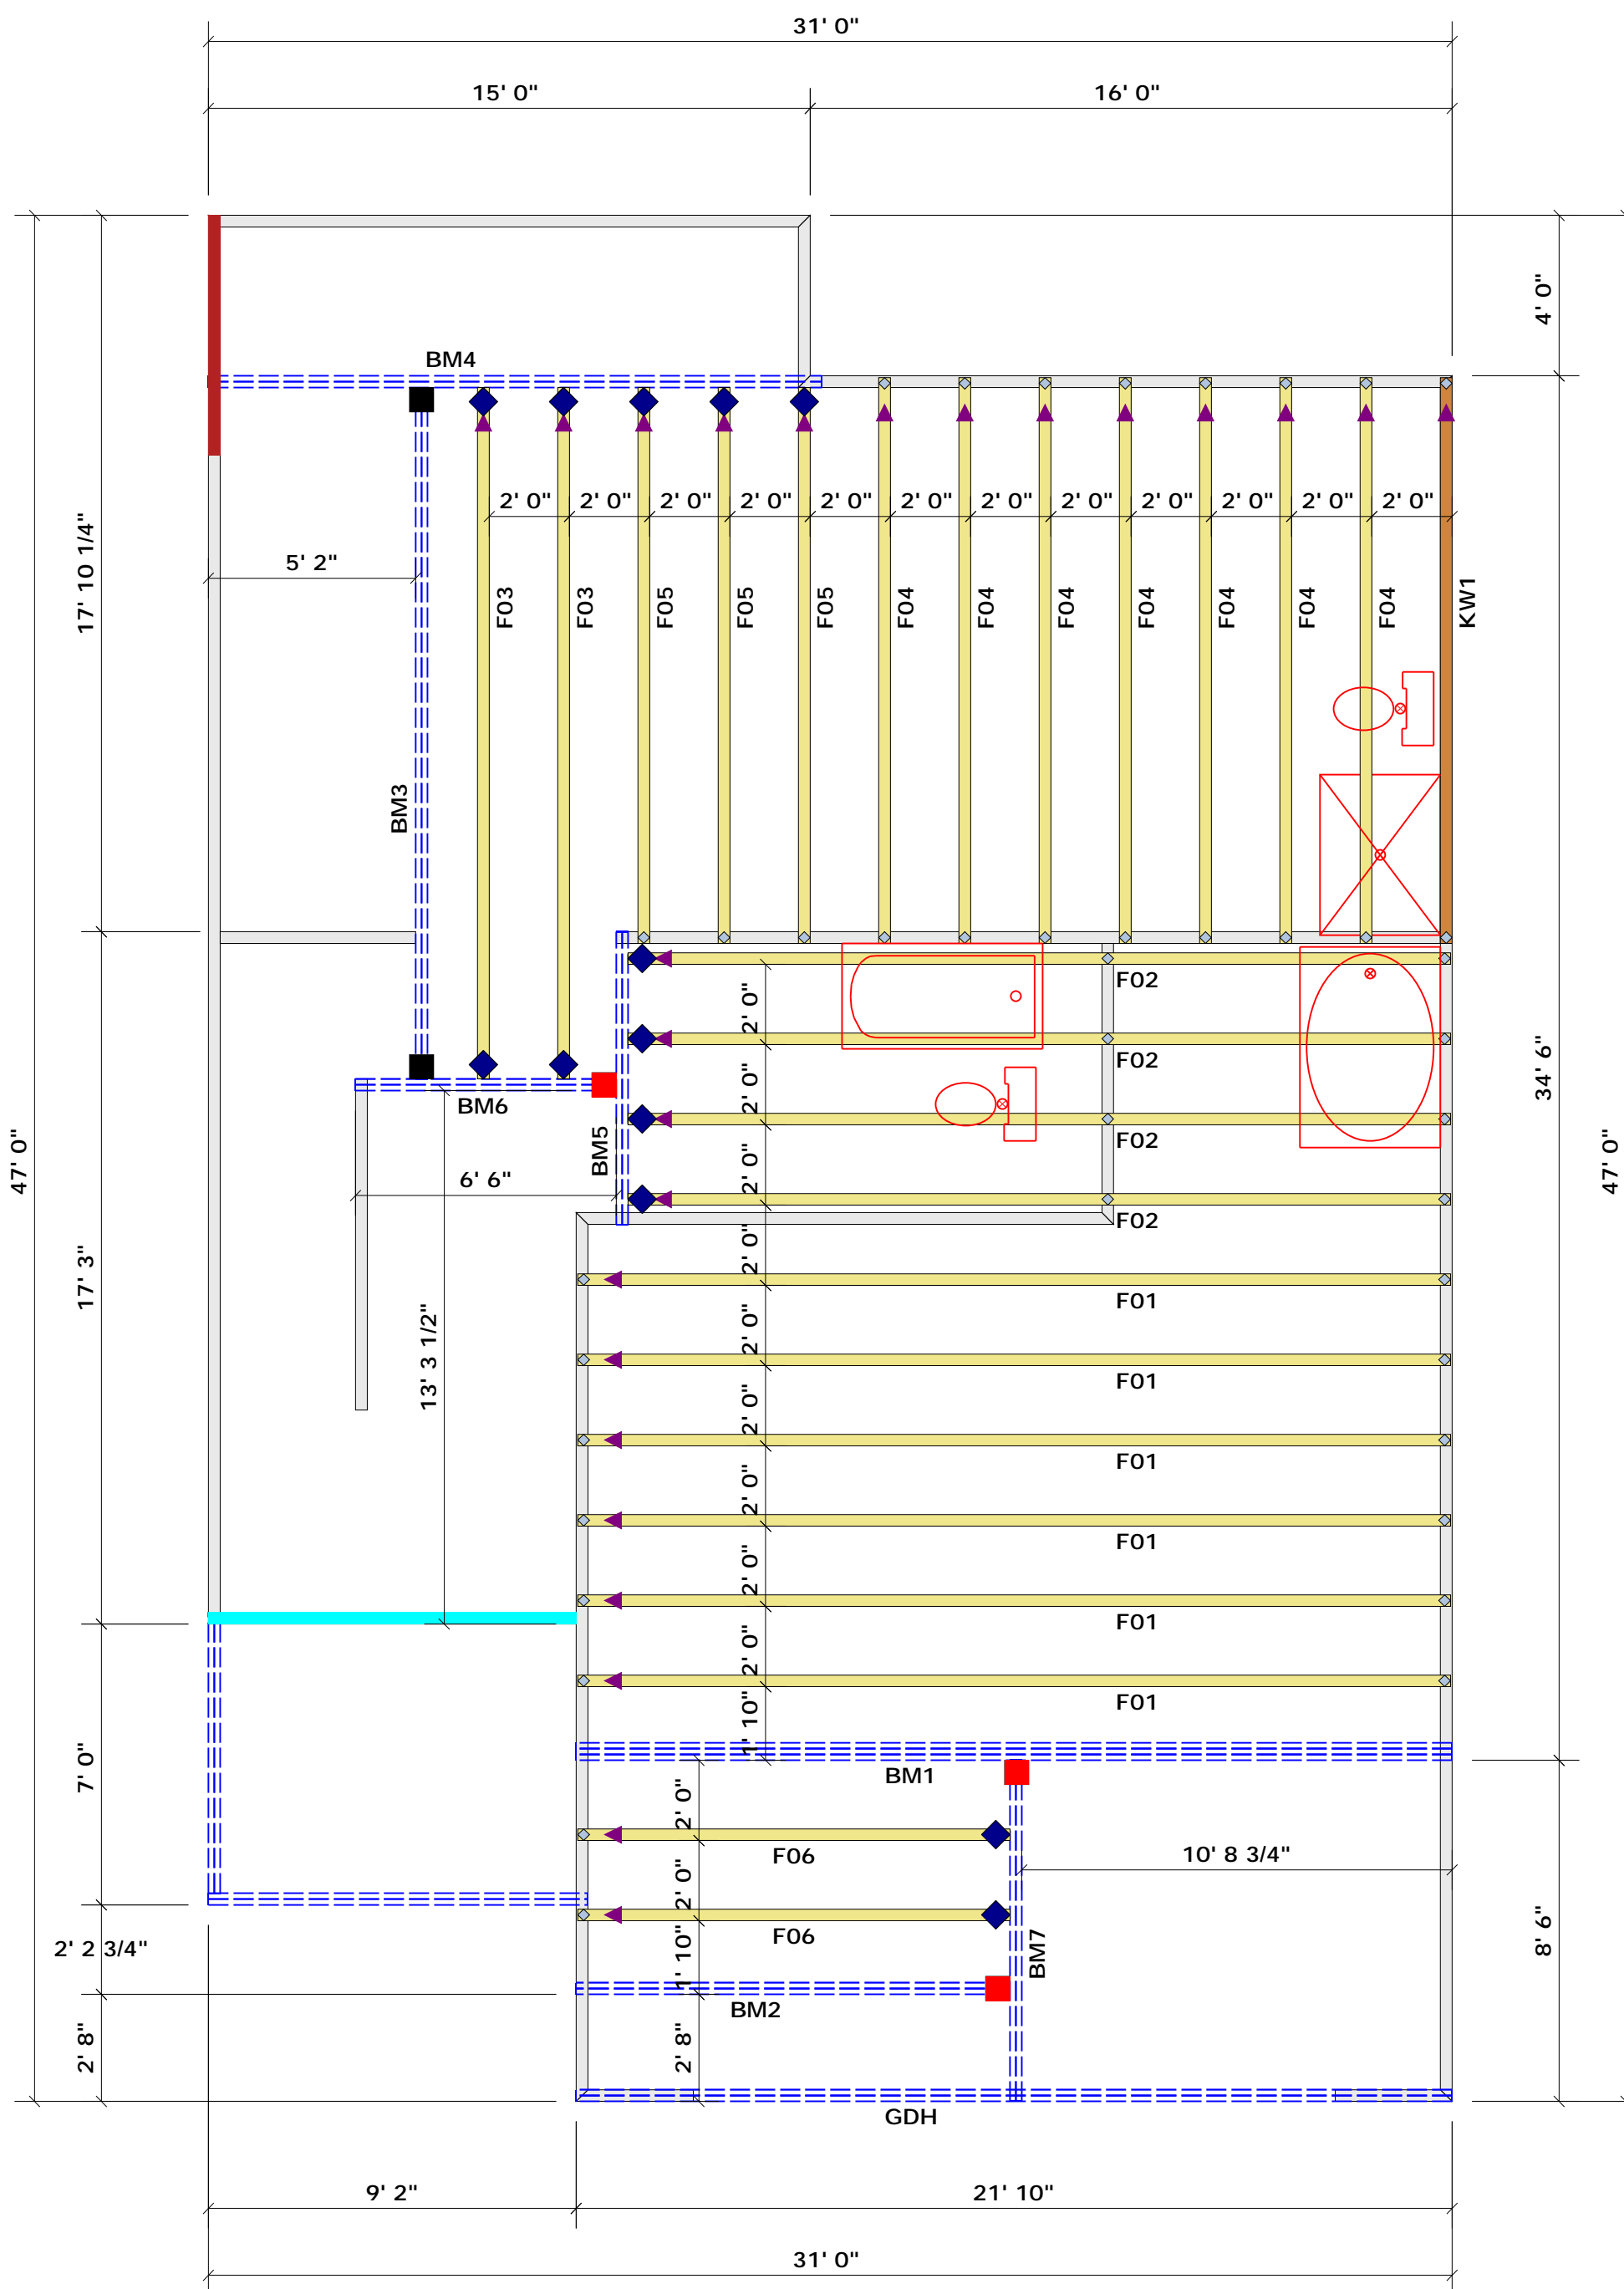 31' 0"
15' 0"
16' 0"
4' 0"
BM4
2' 0"
2' 0"
2' 0"
2' 0"
2' 0"
2' 0"
2' 0"
2' 0"
2' 0"
2' 0"
2' 0"
2' 0"
17' 10 1/4"
5' 2"
F03
F03
F05
F05
F05
F04
F04
F04
F04
F04
F04
F04
KW1
BM3
F02
2' 0"
F02
34' 6"
2' 0"
BM6
F02
BM5
47' 0"
47' 0"
6' 6"
2' 0"
F02
2' 0"
17' 3"
F01
13' 3 1/2"
2' 0"
F01
2' 0"
F01
2' 0"
F01
2' 0"
F01
2' 0"
F01
1' 10"
7' 0"
BM1
2' 0"
F06
10' 8 3/4"
2' 0"
F06
8' 6"
2' 2 3/4"
1' 10"
BM7
BM2
2' 8"
2' 8"
GDH
9' 2"
21' 10"
31' 0"